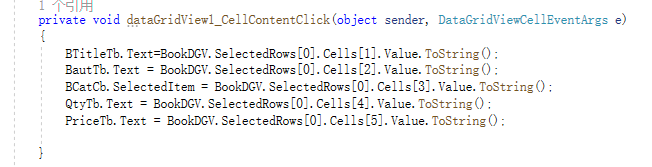 1 个引用
private void dataGridView1_CellContentClick(object sender, DataGridViewCellEventArgs e)
{
BTitleTb.Text=BookDGV.SelectedRows[0].Cells[1].Value.ToString();
BautTb.Text = BookDGV.SelectedRows[0].Cells[2].Value.ToString();
BCatCb.SelectedItem = BookDGV.SelectedRows[0].Cells[3].Value.ToString();
QtyTb.Text = BookDGV.SelectedRows[0].Cells[4].Value.ToString();
PriceTb.Text = BookDGV.SelectedRows[0].Cells[5].Value.ToString();
}